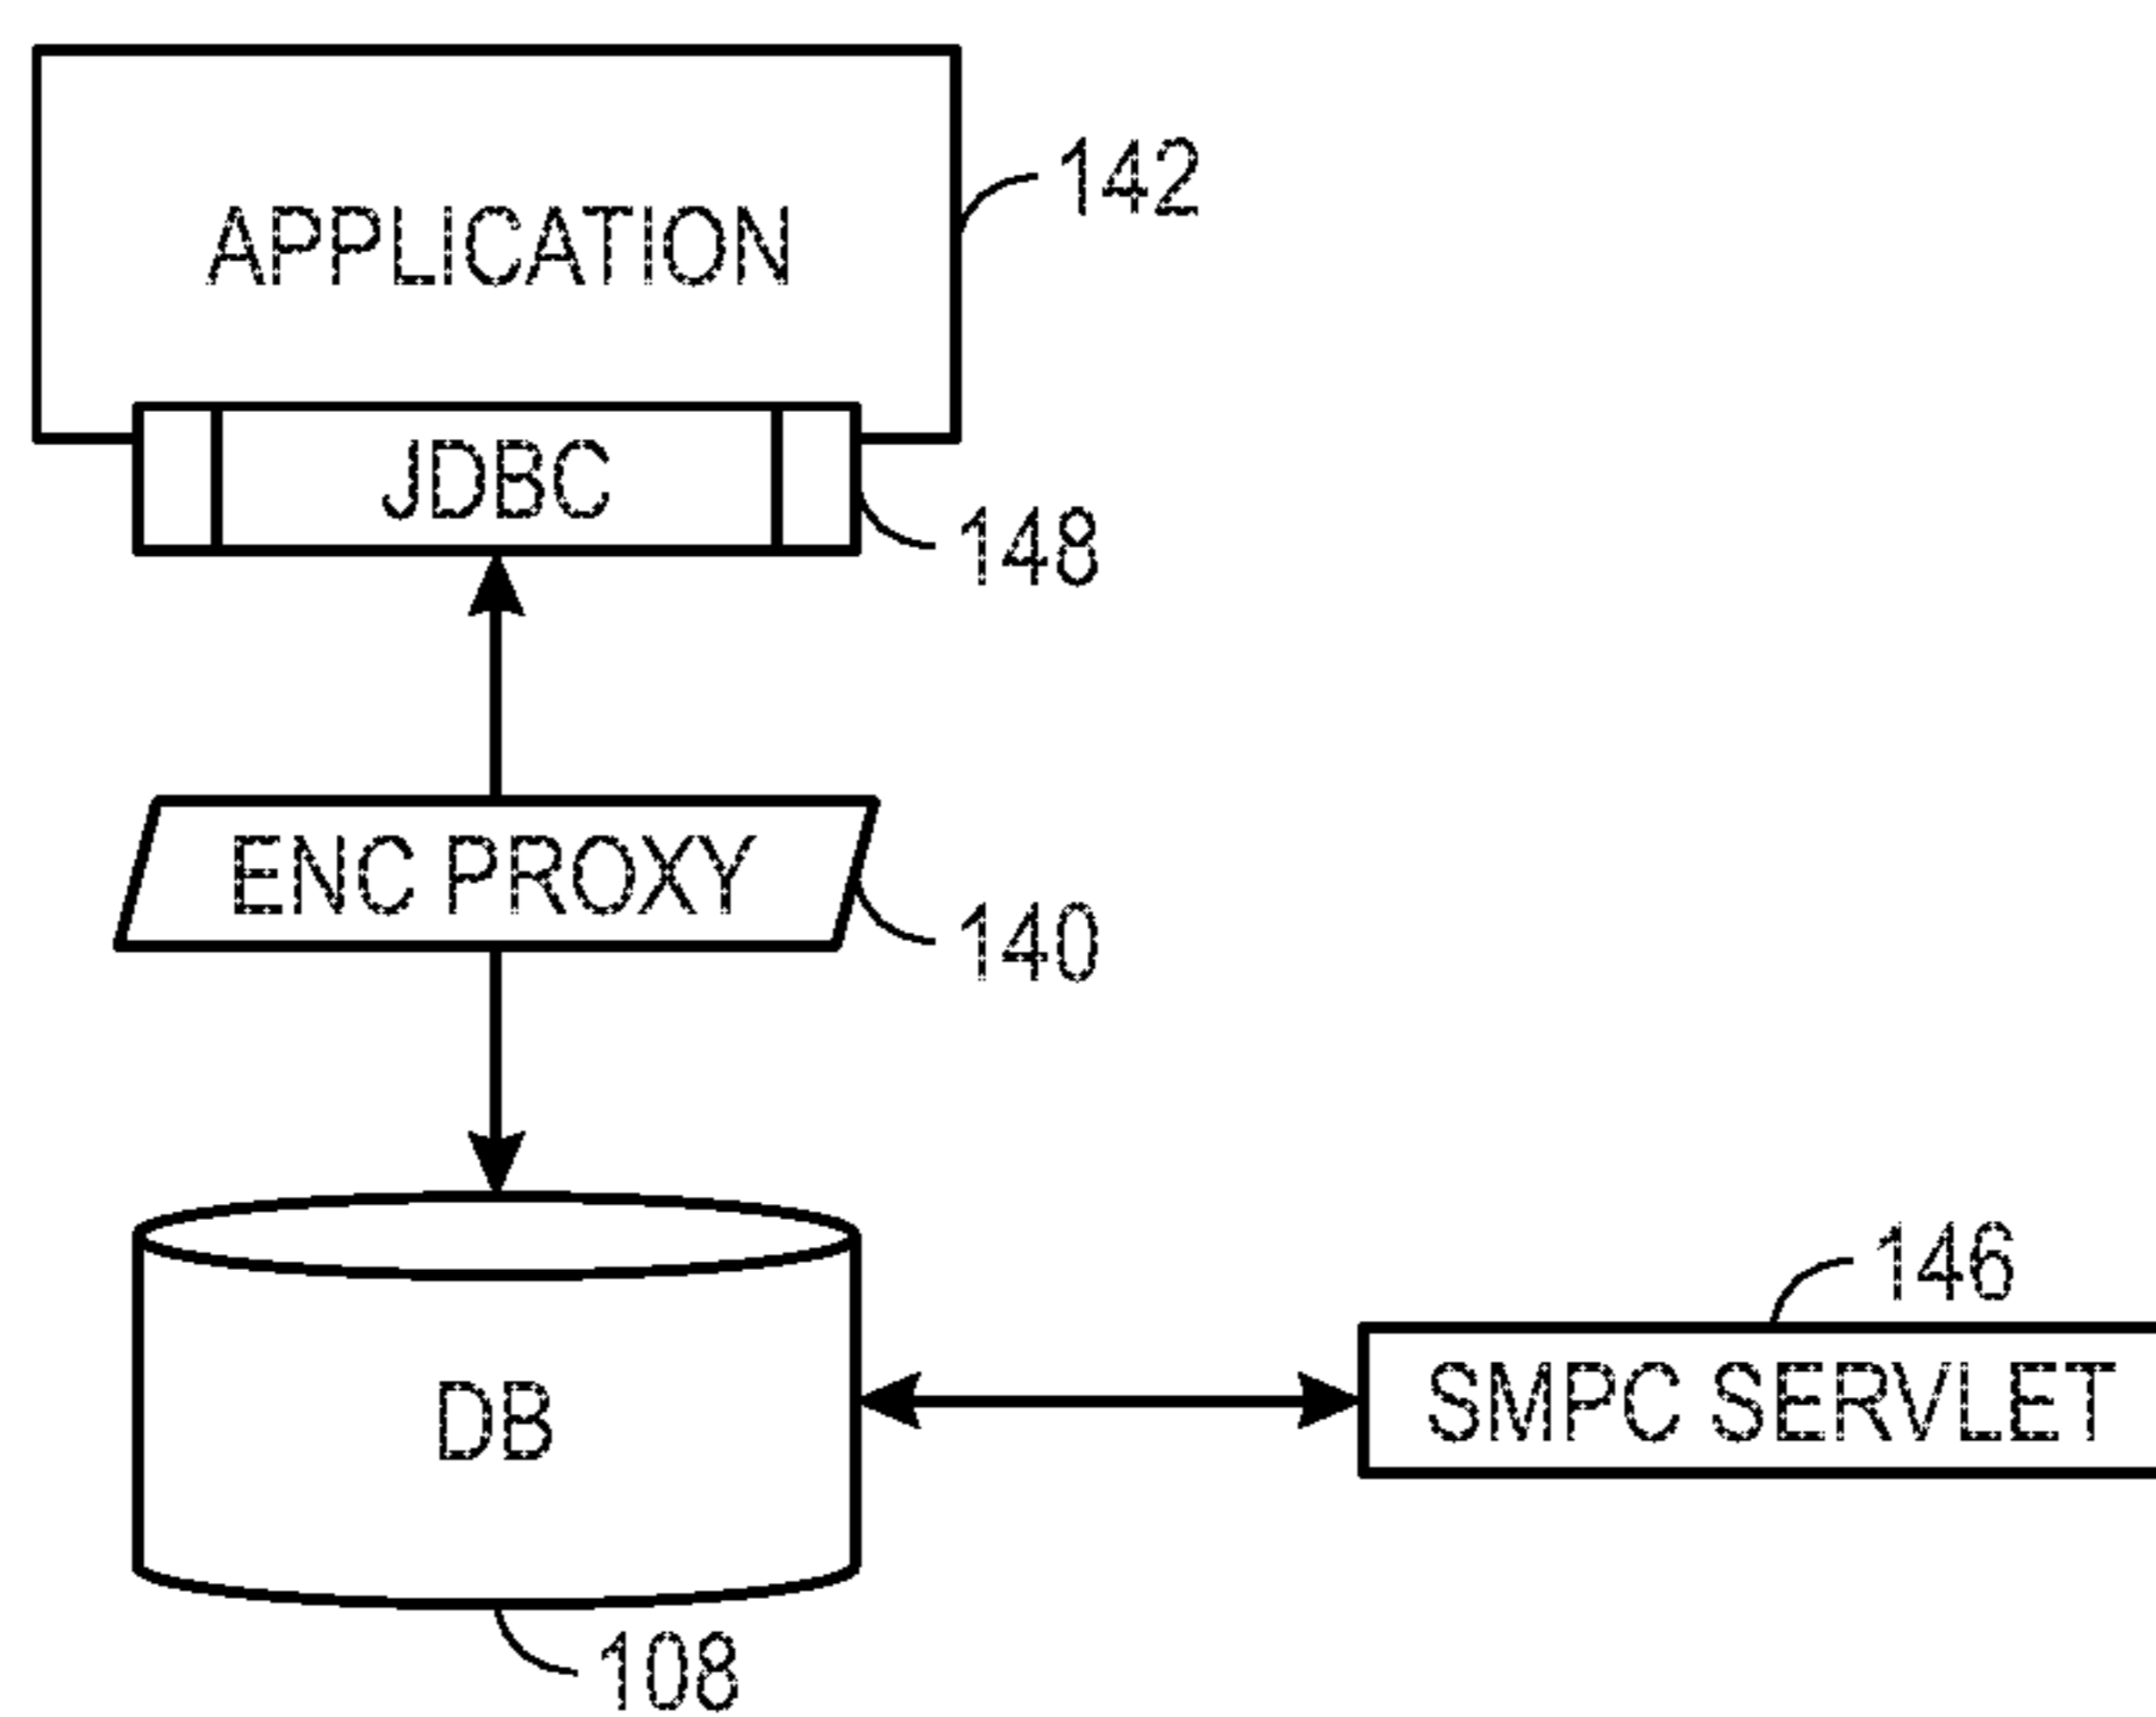 142
APPLICATION
JDBC
148
ENC PROXY
140
146
SMPC SERVLET
DB
108